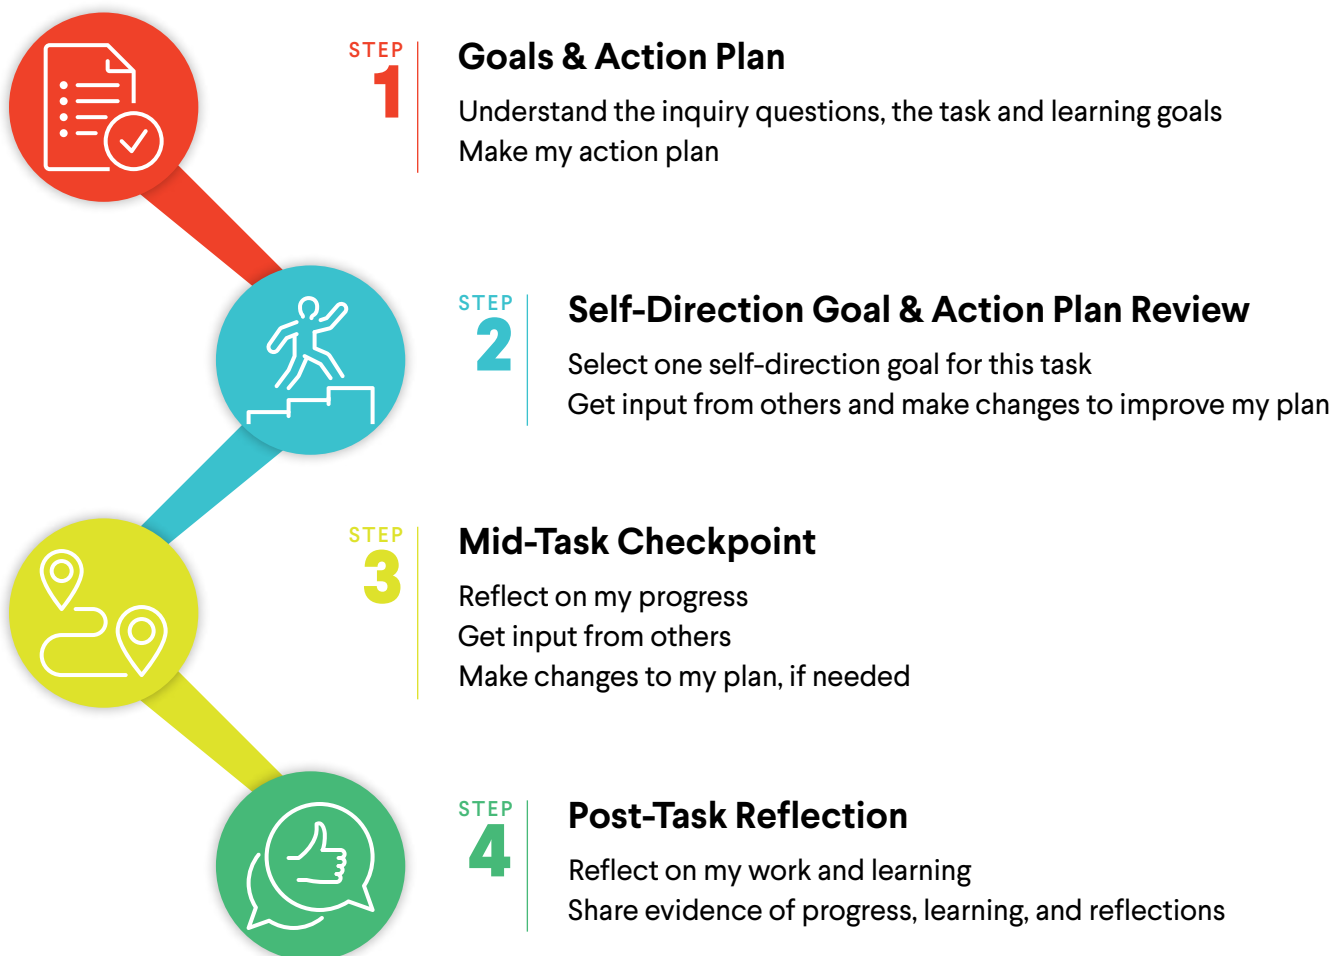 STEP
1
Goals & Action Plan
Understand the inquiry questions, the task and learning goals
Make my action plan
STEP
2
Self-Direction Goal & Action Plan Review
Select one self-direction goal for this task
Get input from others and make changes to improve my plan
STEP
3
Mid-Task Checkpoint
Reflect on my progress
Get input from others
Make changes to my plan, if needed
STEP
4
Post-Task Reflection
Reflect on my work and learning
Share evidence of progress, learning, and reflections